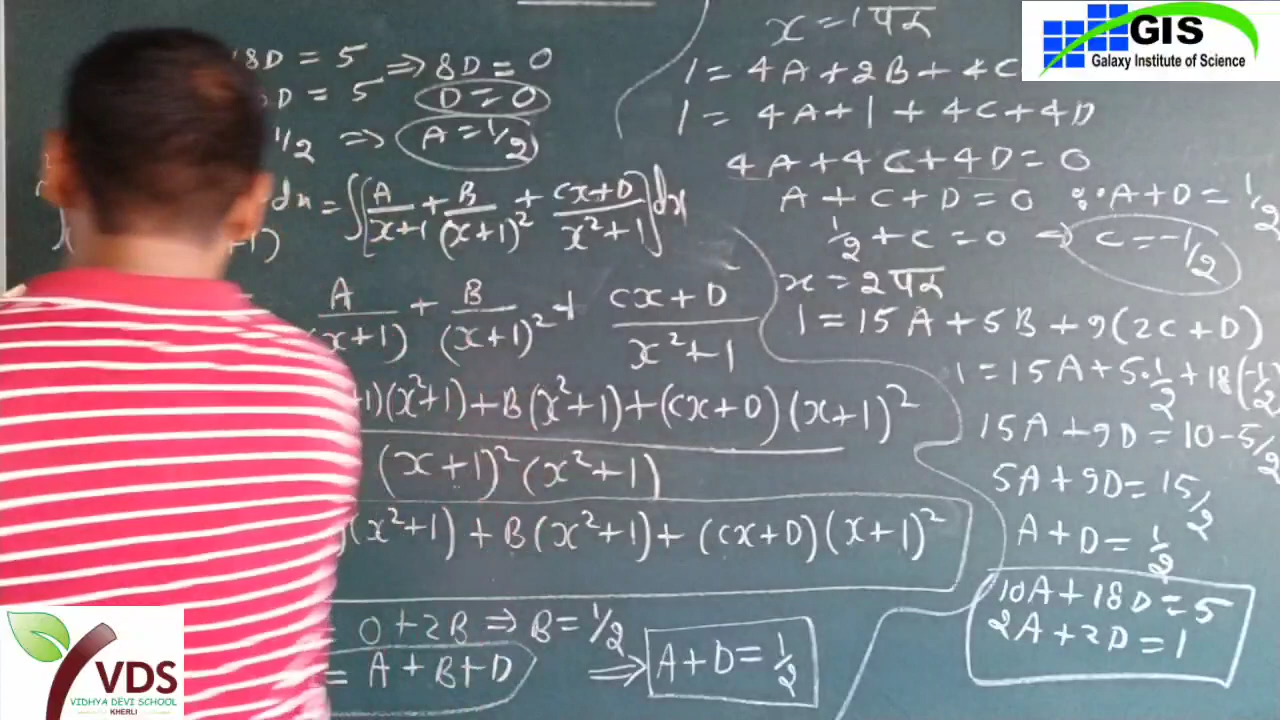 8D = 5 ⇒ 8D = 0
D = 5 D = 0
1/2 ⇒ A = 1/2
dx = ∫[A/(x+1) + B/(x+1)² + (Cx+D)/(x²+1)]dx
+1)
A/(x+1) + B/(x+1)² + (Cx+D)/(x²+1)
+1)(x²+1)+B(x²+1)+(Cx+D)(x+1)²
(x+1)²(x²+1)
)(x²+1)+B(x²+1)+(Cx+D)(x+1)²
= 0+2B ⇒ B = 1/2
= A+B+D ⇒ A+D = 1/2
x = 1 पर
1 = 4A+2B+4C
1 = 4A+1+4C+4D
4A+4C+4D = 0
A+C+D = 0 ∵ A+D = 1/2
1/2+C = 0 ⇒ C = -1/2
x = 2 पर
1 = 15A+5B+9(2C+D)
1 = 15A+5·1/2+18(-1/2)
15A+9D = 10-5/2
5A+9D = 15/2
A+D = 1/2
10A+18D = 5
2A+2D = 1
GIS
Galaxy Institute of Science
VDS
VIDHYA DEVI SCHOOL
KHERLI